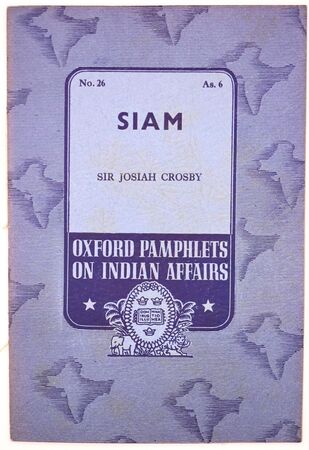 No. 26 As. 6
SIAM
SIR JOSIAH CROSBY
OXFORD PAMPHLETS
ON INDIAN AFFAIRS